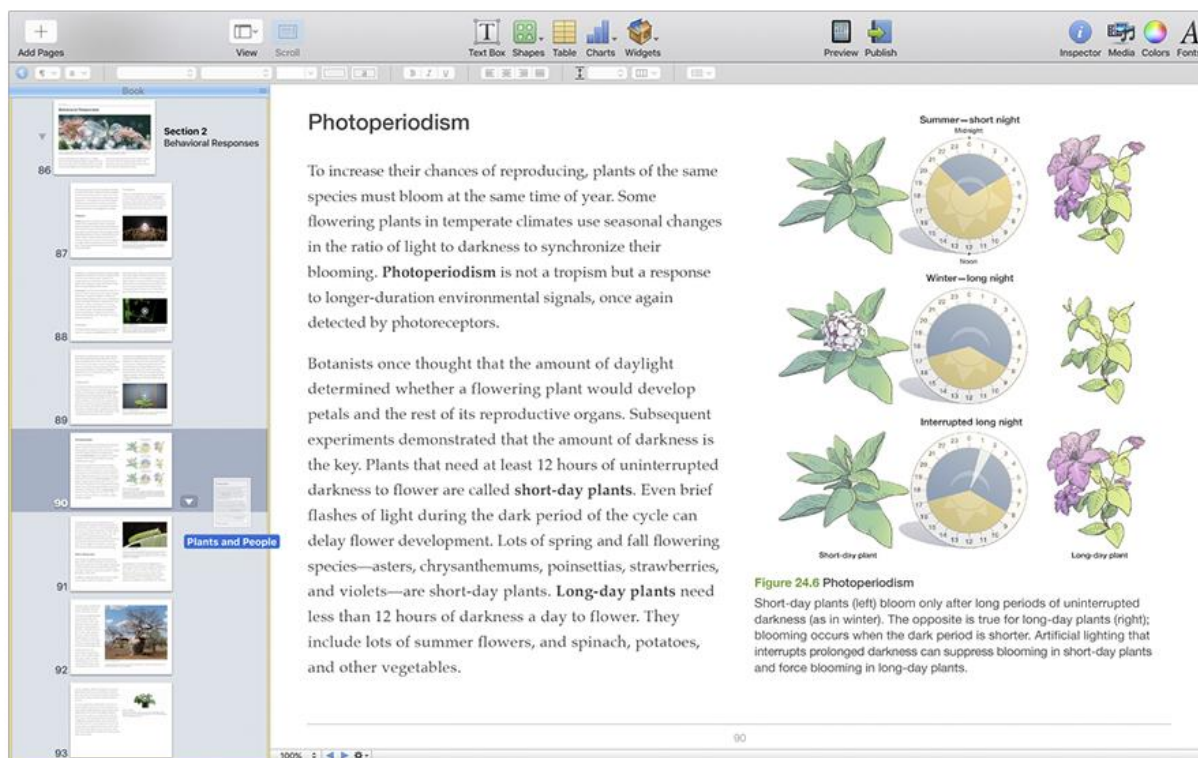 Add Pages
View
Scroll
Text Box
Shapes
Table
Charts
Widgets
Preview
Publish
Inspector
Media
Colors
Fonts
Book
Section 2
Behavioral Responses
86
87
88
89
90
Plants and People
91
92
93
Photoperiodism
To increase their chances of reproducing, plants of the same
species must bloom at the same time of year. Some
flowering plants in temperate climates use seasonal changes
in the ratio of light to darkness to synchronize their
blooming. Photoperiodism is not a tropism but a response
to longer-duration environmental signals, once again
detected by photoreceptors.
Botanists once thought that the amount of daylight
determined whether a flowering plant would develop
petals and the rest of its reproductive organs. Subsequent
experiments demonstrated that the amount of darkness is
the key. Plants that need at least 12 hours of uninterrupted
darkness to flower are called short-day plants. Even brief
flashes of light during the dark period of the cycle can
delay flower development. Lots of spring and fall flowering
species—some chrysanthemums, poinsettias, strawberries,
and violets—are short-day plants. Long-day plants need
less than 12 hours of darkness a day to flower. They
include lots of summer flowers, and spinach, potatoes,
and other vegetables.
Summer—short night
Midnight
Noon
Winter—long night
Interrupted long night
Short-day plant
Long-day plant
Figure 24.6 Photoperiodism
Short-day plants (left) bloom only after long periods of uninterrupted
darkness (as in winter). The opposite is true for long-day plants (right);
blooming occurs when the dark period is shorter. Artificial lighting that
interrupts prolonged darkness can suppress blooming in short-day plants
and force blooming in long-day plants.
90
100%